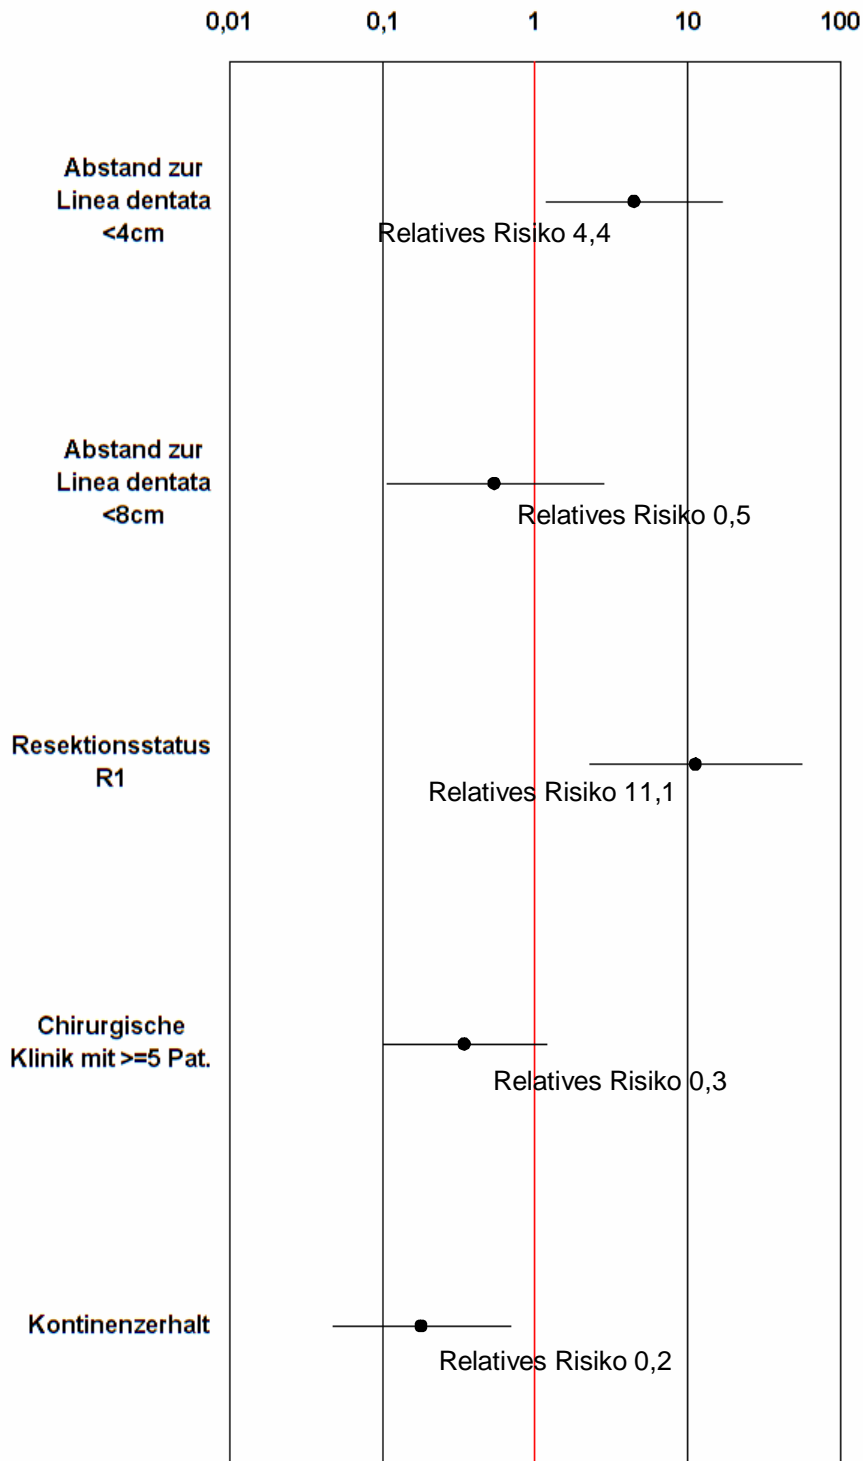 0,01 0,1 1 10 100
Abstand zur
Linea dentata
<4cm
Relatives Risiko 4,4
Abstand zur
Linea dentata
<8cm
Relatives Risiko 0,5
Resektionsstatus
R1
Relatives Risiko 11,1
Chirurgische
Klinik mit >=5 Pat.
Relatives Risiko 0,3
Kontinenzerhalt
Relatives Risiko 0,2